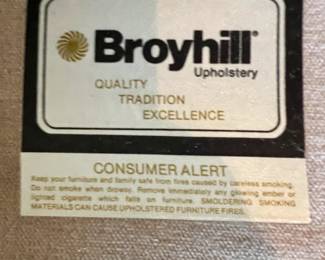 Broyhill®
Upholstery
QUALITY
TRADITION
EXCELLENCE
CONSUMER ALERT
Keep your furniture and family safe from fires caused by careless smoking.
Do not smoke when drowsy. Remove immediately any glowing ember or
lighted cigarette which falls on furniture. SMOLDERING SMOKING
MATERIALS CAN CAUSE UPHOLSTERED FURNITURE FIRES.